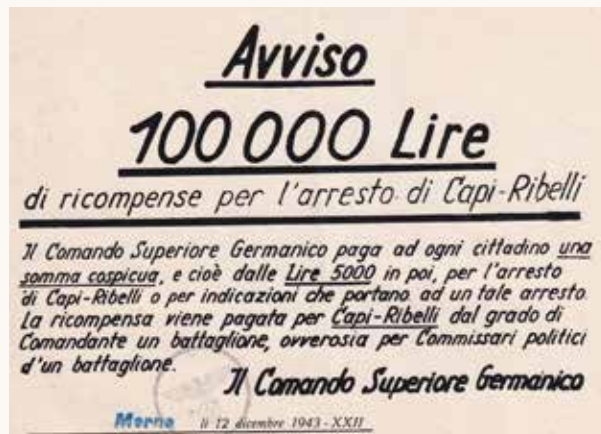 Avviso
100 000 Lire
di ricompense per l'arresto di Capi-Ribelli
Il Comando Superiore Germanico paga ad ogni cittadino una
somma cospicua, e cioè dalle Lire 5000 in poi, per l'arresto
di Capi-Ribelli o per indicazioni che portano ad un tale arresto.
La ricompensa viene pagata per Capi-Ribelli dal grado di
Comandante un battaglione, ovverosia per Commissari politici
d'un battaglione.
Il Comando Superiore Germanico
Merna li 12 dicembre 1943 - XXII